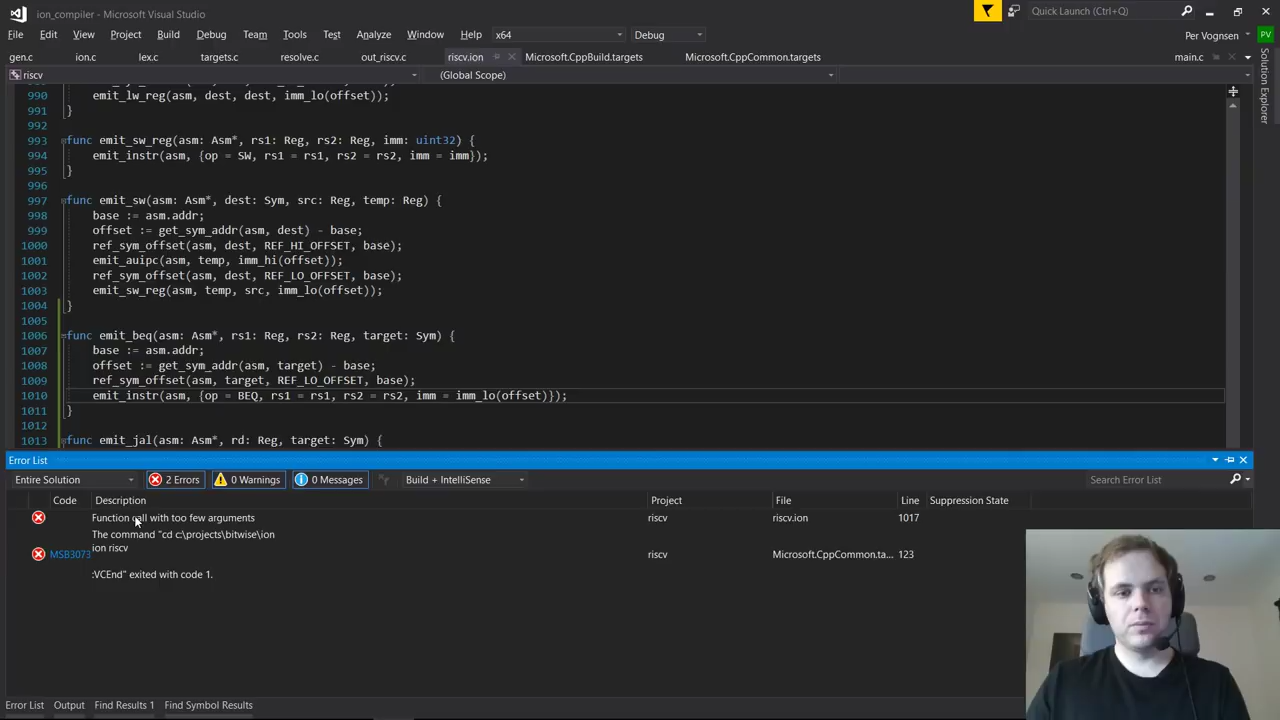 ion_compiler - Microsoft Visual Studio
Quick Launch (Ctrl+Q)
File Edit View Project Build Debug Team Tools Test Analyze Window Help x64 Debug
Per Vognsen PV
gen.c ion.c lex.c targets.c resolve.c out_riscv.c riscv.ion Microsoft.CppBuild.targets Microsoft.CppCommon.targets main.c
Solution Explorer
riscv (Global Scope)
990 emit_lw_reg(asm, dest, dest, imm_lo(offset));
991 }
992
993 func emit_sw_reg(asm: Asm*, rs1: Reg, rs2: Reg, imm: uint32) {
994 emit_instr(asm, {op = SW, rs1 = rs1, rs2 = rs2, imm = imm});
995 }
996
997 func emit_sw(asm: Asm*, dest: Sym, src: Reg, temp: Reg) {
998 base := asm.addr;
999 offset := get_sym_addr(asm, dest) - base;
1000 ref_sym_offset(asm, dest, REF_HI_OFFSET, base);
1001 emit_auipc(asm, temp, imm_hi(offset));
1002 ref_sym_offset(asm, dest, REF_LO_OFFSET, base);
1003 emit_sw_reg(asm, temp, src, imm_lo(offset));
1004 }
1005
1006 func emit_beq(asm: Asm*, rs1: Reg, rs2: Reg, target: Sym) {
1007 base := asm.addr;
1008 offset := get_sym_addr(asm, target) - base;
1009 ref_sym_offset(asm, target, REF_LO_OFFSET, base);
1010 emit_instr(asm, {op = BEQ, rs1 = rs1, rs2 = rs2, imm = imm_lo(offset)});
1011 }
1012
1013 func emit_jal(asm: Asm*, rd: Reg, target: Sym) {
Error List
Entire Solution 2 Errors 0 Warnings 0 Messages Build + IntelliSense Search Error List
Code Description Project File Line Suppression State
Function call with too few arguments riscv riscv.ion 1017
The command "cd c:\projects\bitwise\ion
ion riscv
MSB3073 riscv Microsoft.CppCommon.ta... 123
:VCEnd" exited with code 1.
Error List Output Find Results 1 Find Symbol Results